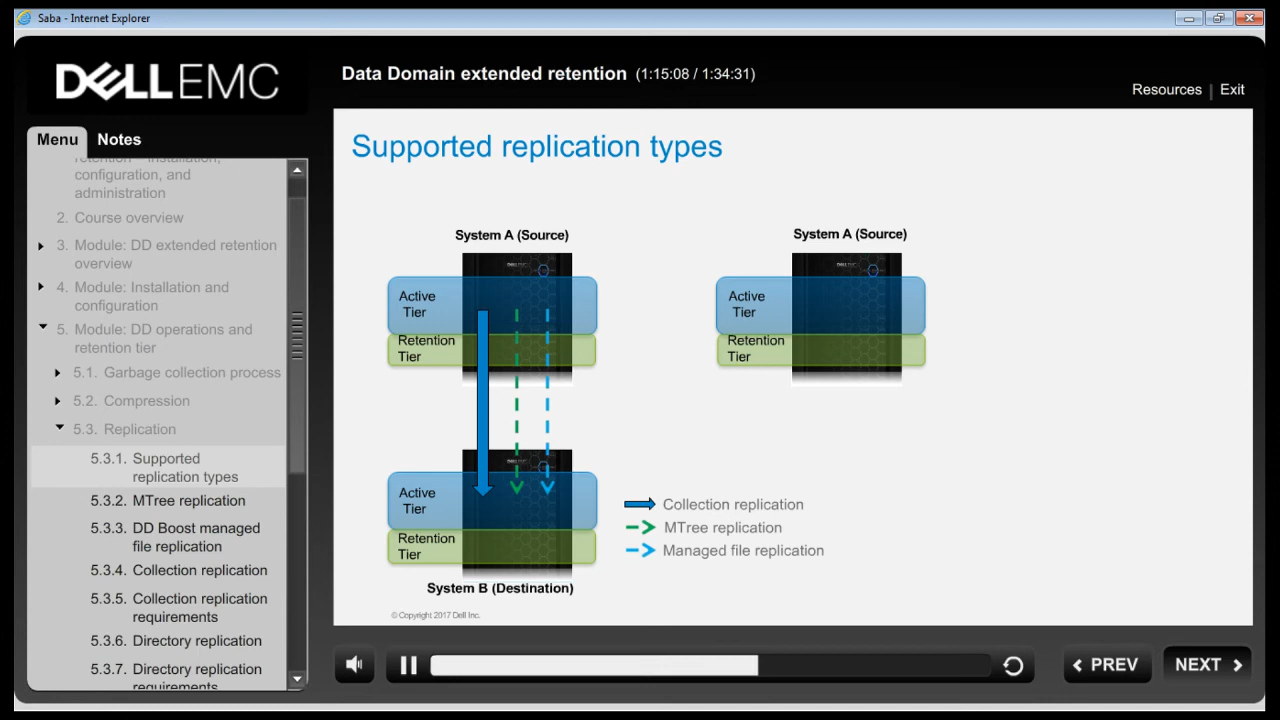 Saba - Internet Explorer
DELLEMC
Data Domain extended retention (1:15:08 / 1:34:31)
Resources | Exit
Menu
Notes
retention - installation,
configuration, and
administration
2. Course overview
3. Module: DD extended retention
overview
4. Module: Installation and
configuration
5. Module: DD operations and
retention tier
5.1. Garbage collection process
5.2. Compression
5.3. Replication
5.3.1. Supported
replication types
5.3.2. MTree replication
5.3.3. DD Boost managed
file replication
5.3.4. Collection replication
5.3.5. Collection replication
requirements
5.3.6. Directory replication
5.3.7. Directory replication
requirements
Supported replication types
System A (Source)
Active
Tier
Retention
Tier
System A (Source)
Active
Tier
Retention
Tier
Active
Tier
Retention
Tier
System B (Destination)
Collection replication
MTree replication
Managed file replication
© Copyright 2017 Dell Inc.
PREV
NEXT